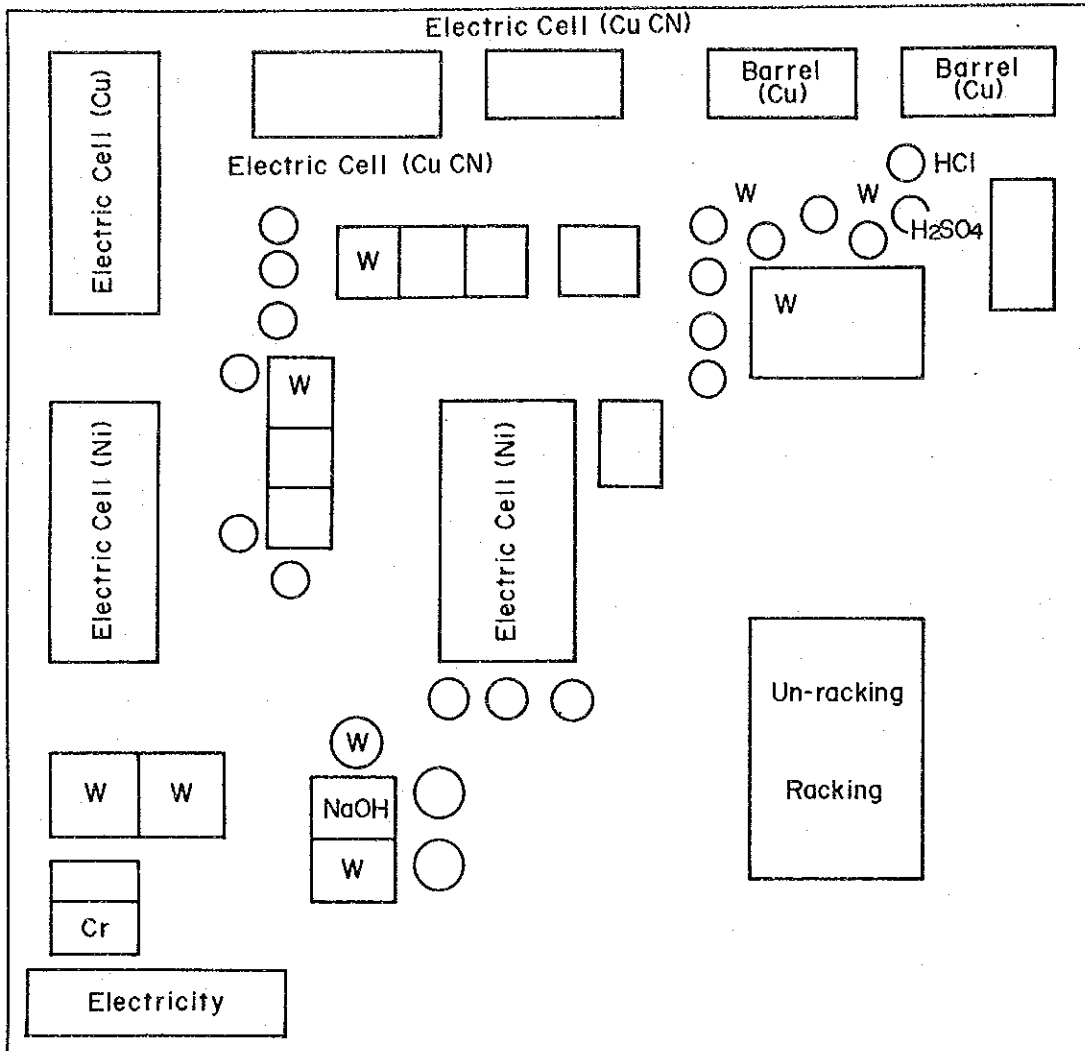 Electric Cell (Cu CN)
Barrel
(Cu)
Barrel
(Cu)
Electric Cell (Cu)
Electric Cell (Cu CN)
HCl
W
W
H₂SO₄
W
W
W
Electric Cell (Ni)
Electric Cell (Ni)
Un-racking
Racking
W
W
W
NaOH
W
Cr
Electricity